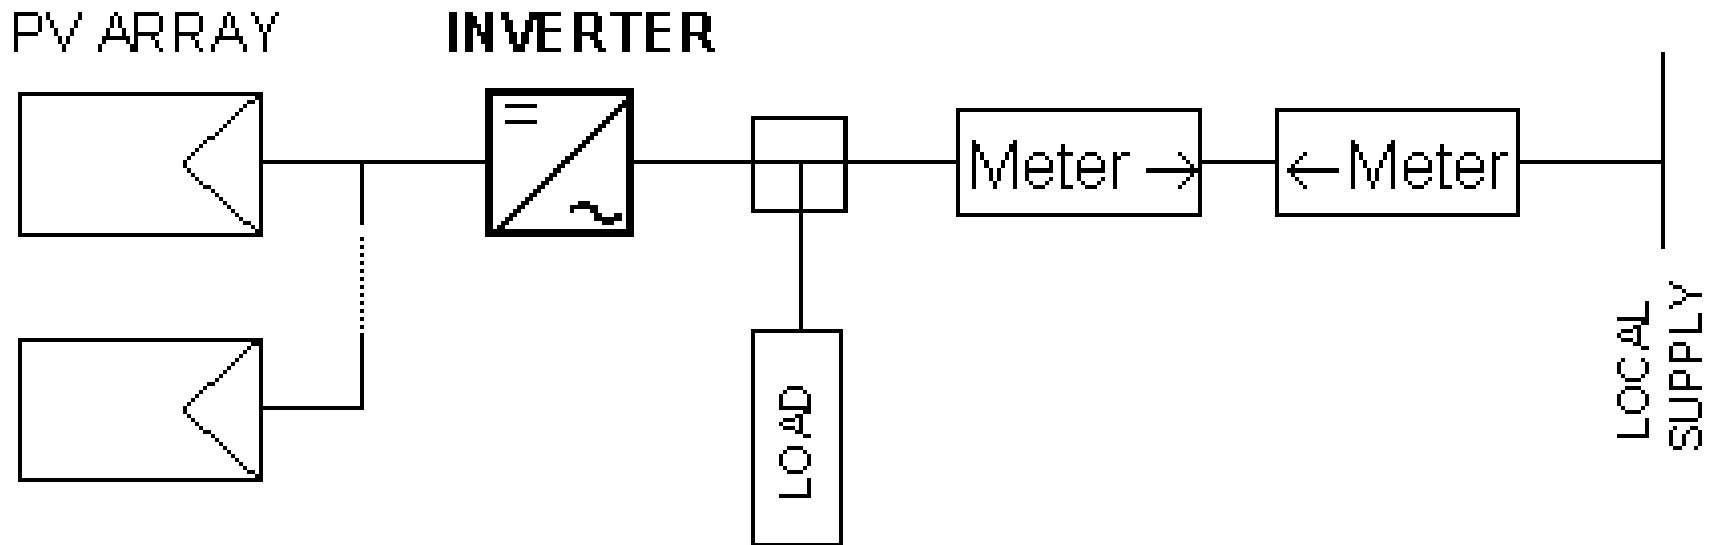 PV ARRAY
INVERTER
Meter →
← Meter
LOAD
LOCAL
SUPPLY